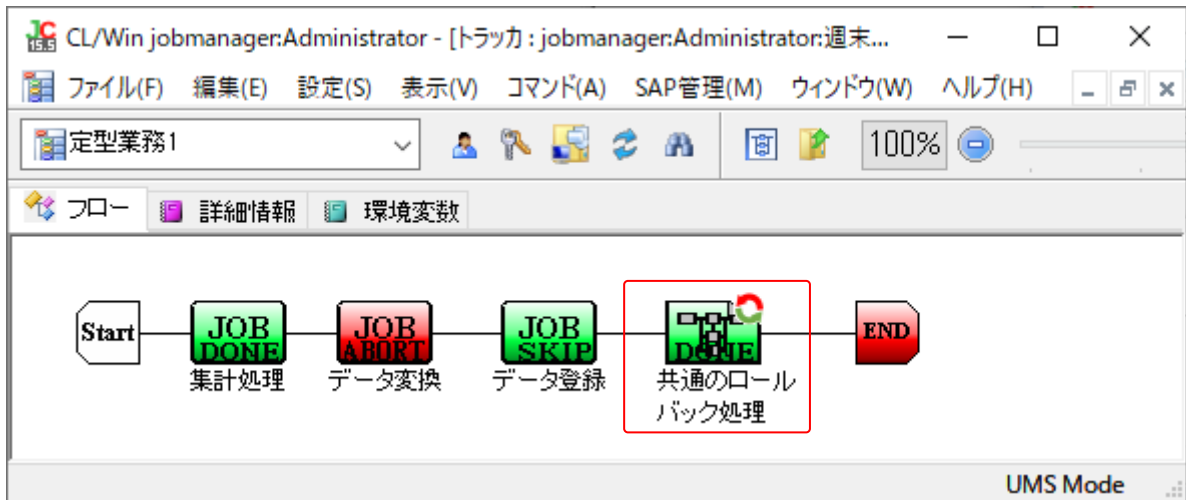 JC 15.5 CL/Win jobmanager:Administrator - [トラッカ : jobmanager:Administrator:週末...
ファイル(F) 編集(E) 設定(S) 表示(V) コマンド(A) SAP管理(M) ウィンドウ(W) ヘルプ(H)
定型業務1 100%
フロー 詳細情報 環境変数
Start JOB DONE JOB ABORT JOB SKIP DONE END
集計処理 データ変換 データ登録 共通のロール
バック処理
UMS Mode